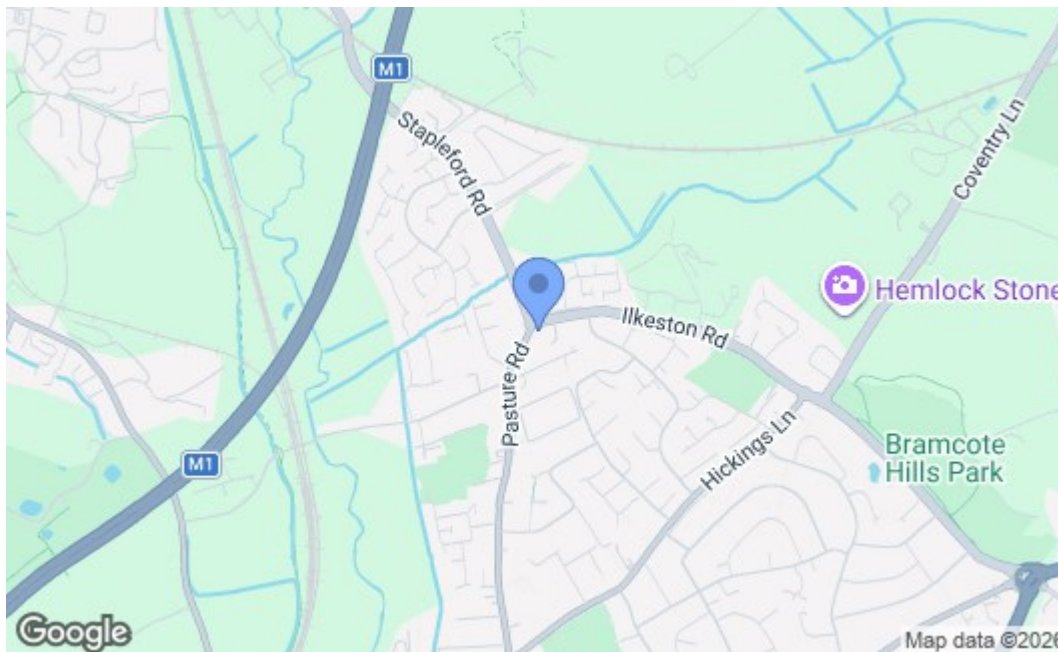 M1
Stapleford Rd
Coventry Ln
Hemlock Stone
Ilkeston Rd
Pasture Rd
Hickings Ln
M1
Bramcote
Hills Park
Google
Map data ©2026